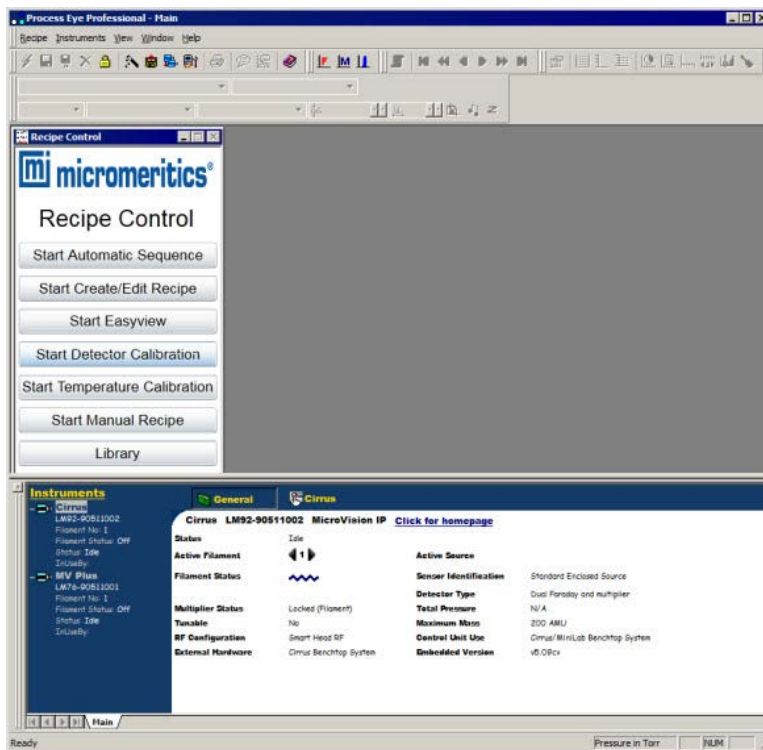 Process Eye Professional - Main
Recipe Instruments View Window Help
Recipe Control
mi micromeritics®
Recipe Control
Start Automatic Sequence
Start Create/Edit Recipe
Start Easyview
Start Detector Calibration
Start Temperature Calibration
Start Manual Recipe
Library
Instruments
Cirrus
LM92-90511002
Filament No: 1
Filament Status: Off
Status: Idle
InUseBy:
MV Plus
LM76-90511001
Filament No: 1
Filament Status: Off
Status: Idle
InUseBy:
General Cirrus
Cirrus LM92-90511002 MicroVision IP Click for homepage
Status Idle
Active Filament 1 Active Source
Filament Status Sensor Identification Standard Enclosed Source
Detector Type Dual Faraday and multiplier
Multiplier Status Locked (Filament) Total Pressure N/A
Tunable No Maximum Mass 200 AMU
RF Configuration Smart Head RF Control Unit Use Cirrus/MiniLab Benchtop System
External Hardware Cirrus Benchtop System Embedded Version v5.09cv
Main
Ready Pressure in Torr NUM